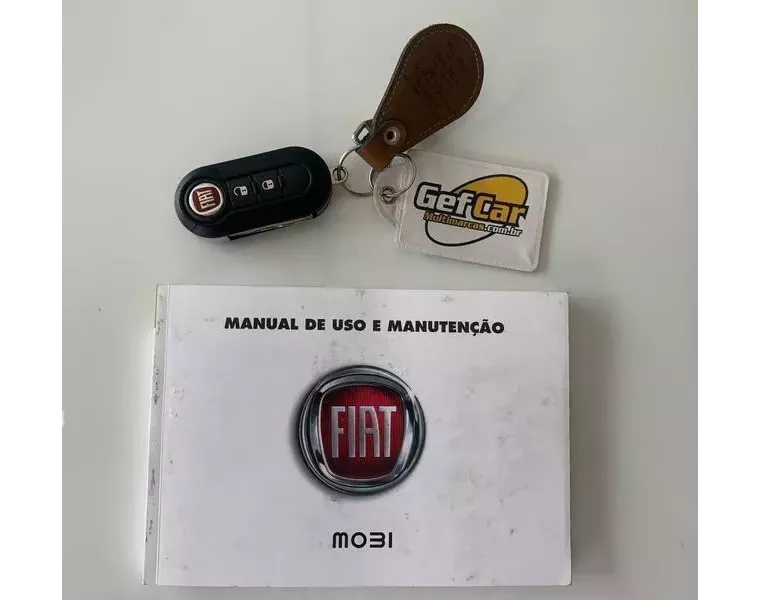 FIAT
GefCar
Multimarcas.com.br
MANUAL DE USO E MANUTENÇÃO
FIAT
MOBI